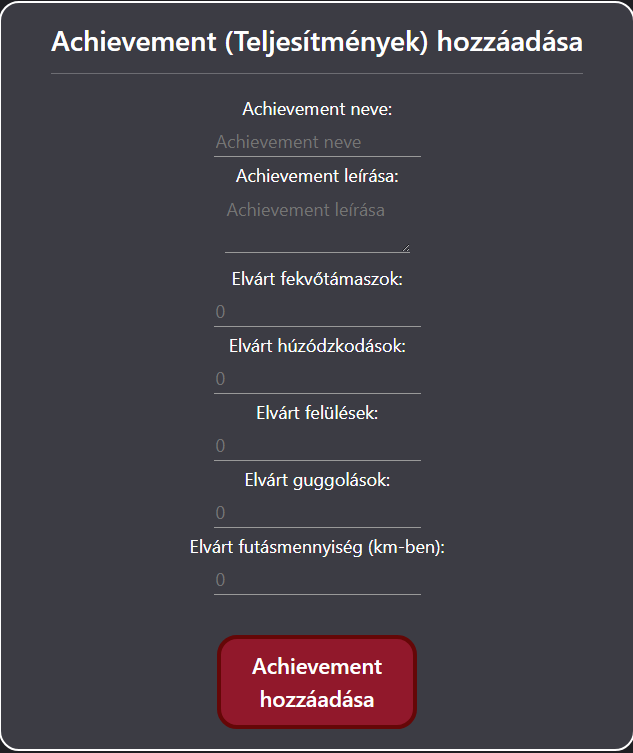 Achievement (Teljesítmények) hozzáadása
Achievement neve:
Achievement neve
Achievement leírása:
Achievement leírása
Elvárt fekvőtámaszok:
0
Elvárt húzódzkodások:
0
Elvárt felülések:
0
Elvárt guggolások:
0
Elvárt futásmennyiség (km-ben):
0
Achievement
hozzáadása